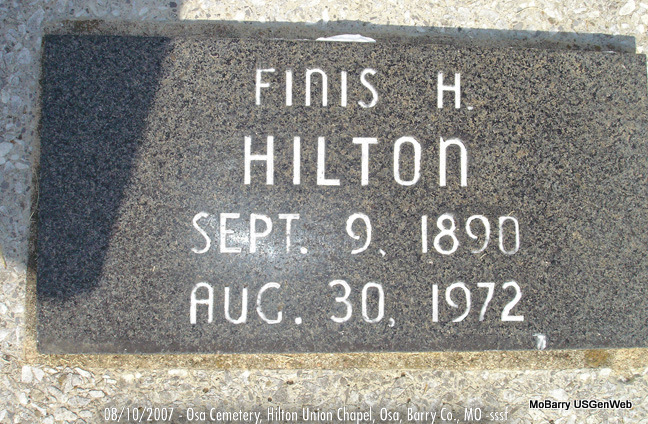 FINIS H.
HILTON
SEPT. 9, 1890
AUG. 30, 1972
MoBarry USGenWeb
08/10/2007 - Osa Cemetery, Hilton Union Chapel, Osa, Barry Co., MO -sssf